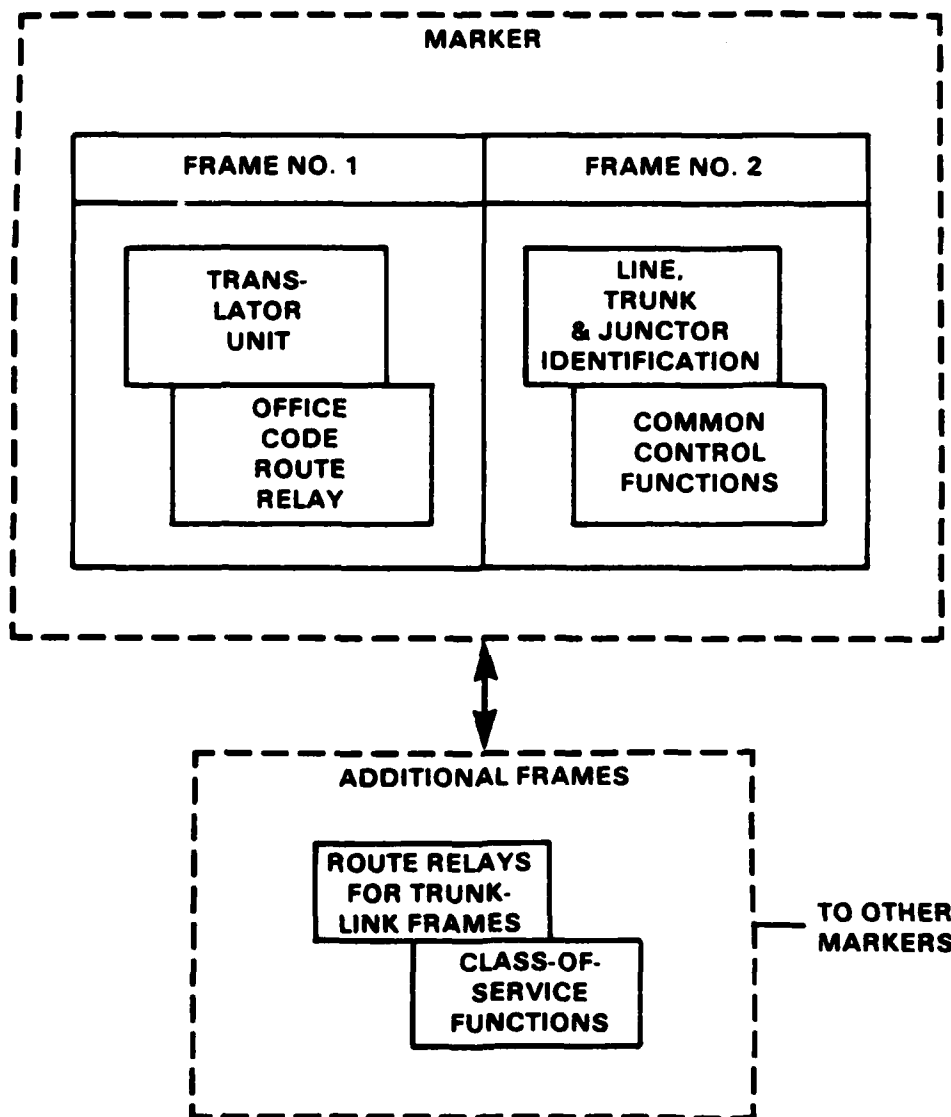 MARKER
FRAME NO. 1
FRAME NO. 2
TRANS-
LATOR
UNIT
OFFICE
CODE
ROUTE
RELAY
LINE,
TRUNK
& JUNCTOR
IDENTIFICATION
COMMON
CONTROL
FUNCTIONS
ADDITIONAL FRAMES
ROUTE RELAYS
FOR TRUNK-
LINK FRAMES
CLASS-OF-
SERVICE
FUNCTIONS
TO OTHER
MARKERS